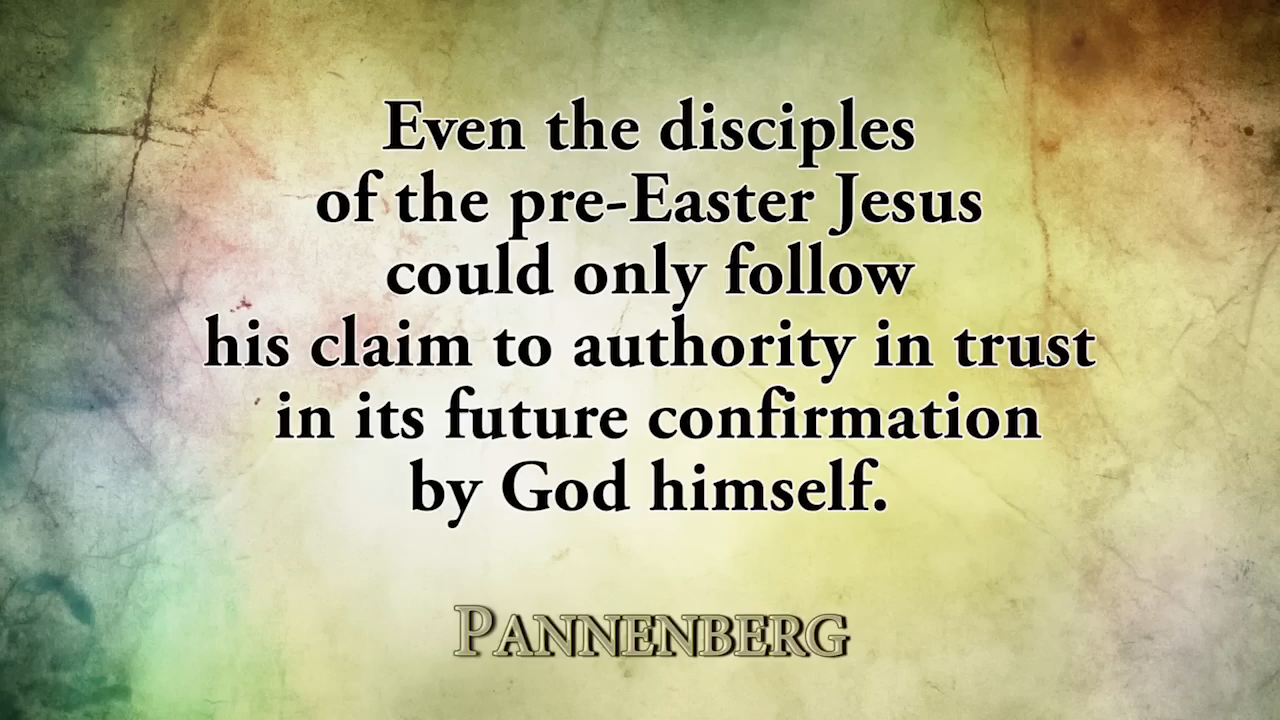 Even the disciples
of the pre-Easter Jesus
could only follow
his claim to authority in trust
in its future confirmation
by God himself.
PANNENBERG